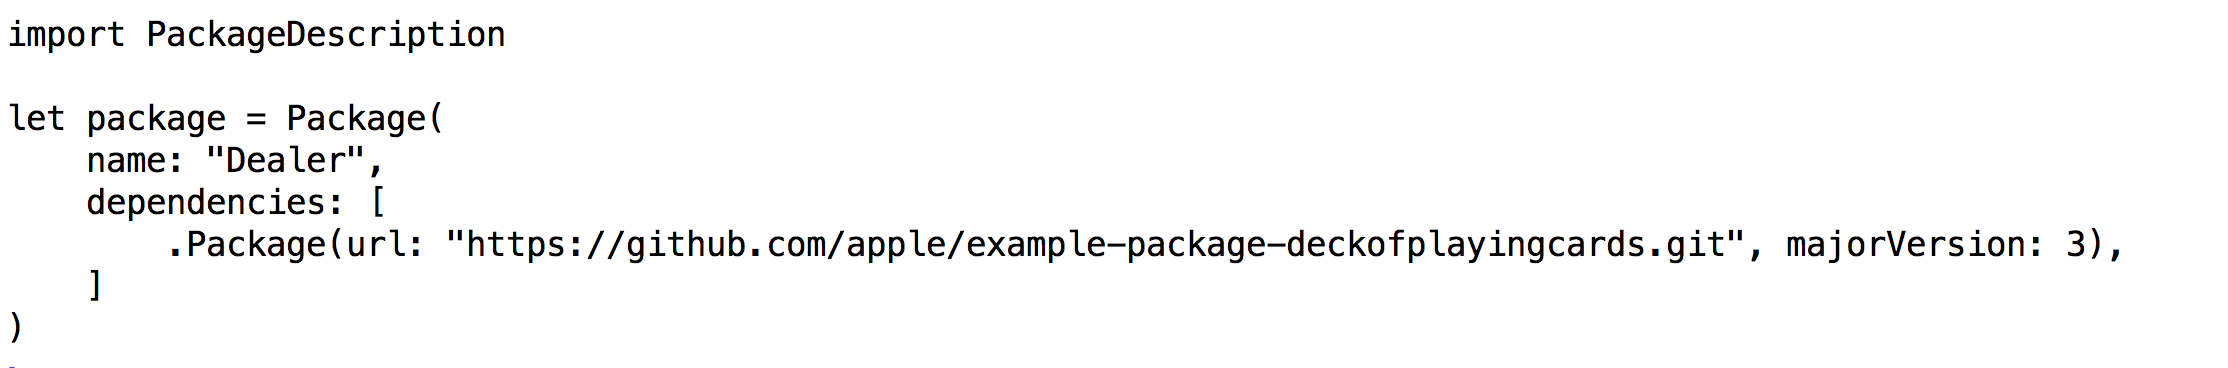 import PackageDescription

let package = Package(
    name: "Dealer",
    dependencies: [
        .Package(url: "https://github.com/apple/example-package-deckofplayingcards.git", majorVersion: 3),
    ]
)